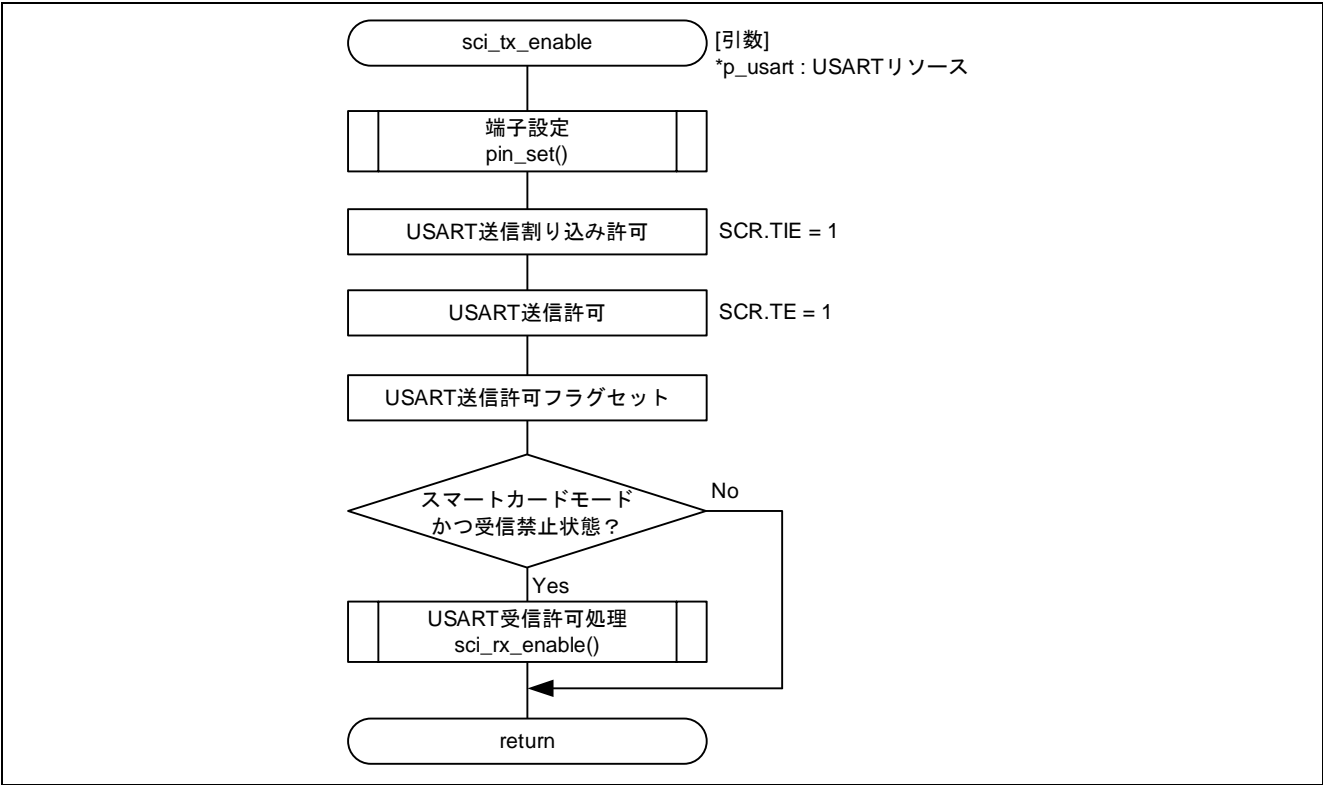 sci_tx_enable
[引数]
*p_usart : USARTリソース
端子設定
pin_set()
USART送信割り込み許可
SCR.TIE = 1
USART送信許可
SCR.TE = 1
USART送信許可フラグセット
スマートカードモード
かつ受信禁止状態？
No
Yes
USART受信許可処理
sci_rx_enable()
return